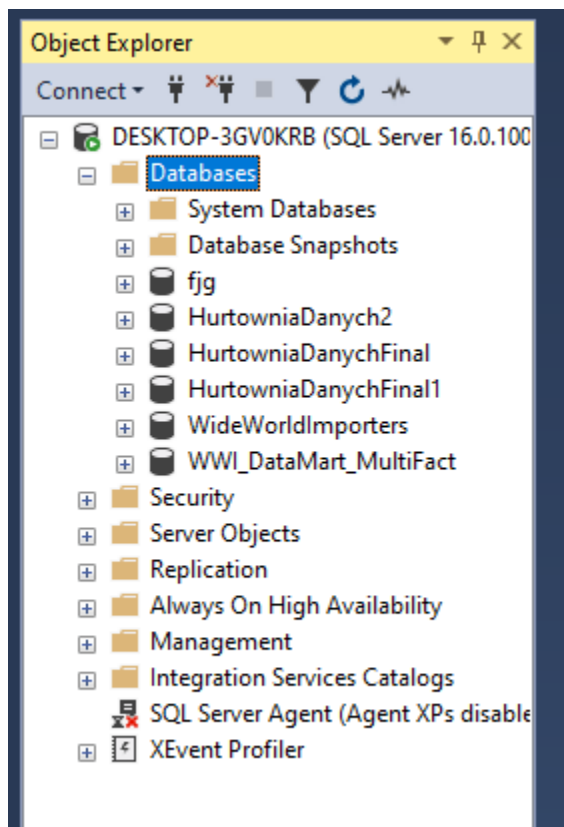 Object Explorer
Connect
DESKTOP-3GV0KRB (SQL Server 16.0.100
Databases
System Databases
Database Snapshots
fjg
HurtowniaDanych2
HurtowniaDanychFinal
HurtowniaDanychFinal1
WideWorldImporters
WWI_DataMart_MultiFact
Security
Server Objects
Replication
Always On High Availability
Management
Integration Services Catalogs
SQL Server Agent (Agent XPs disable
XEvent Profiler